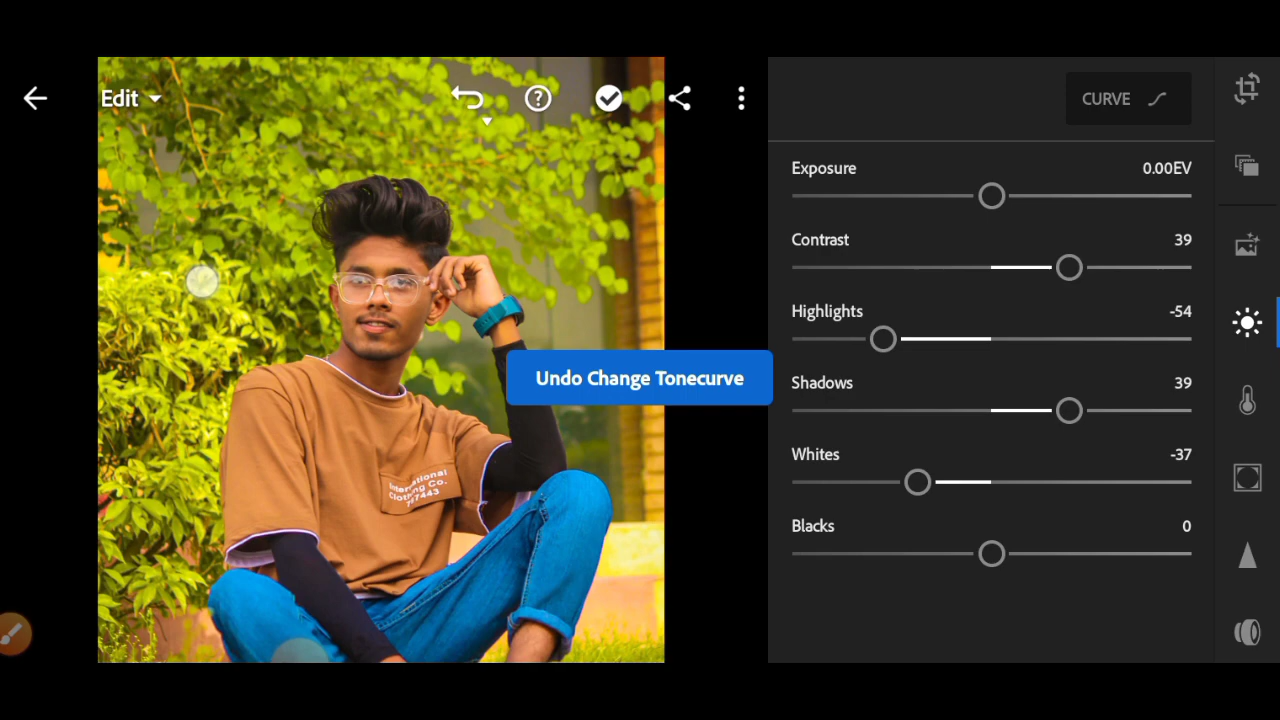 Edit
CURVE
Exposure 0.00EV
Contrast 39
Highlights -54
Undo Change Tonecurve
Shadows 39
Whites -37
Blacks 0
International
Clothing Co.
767443